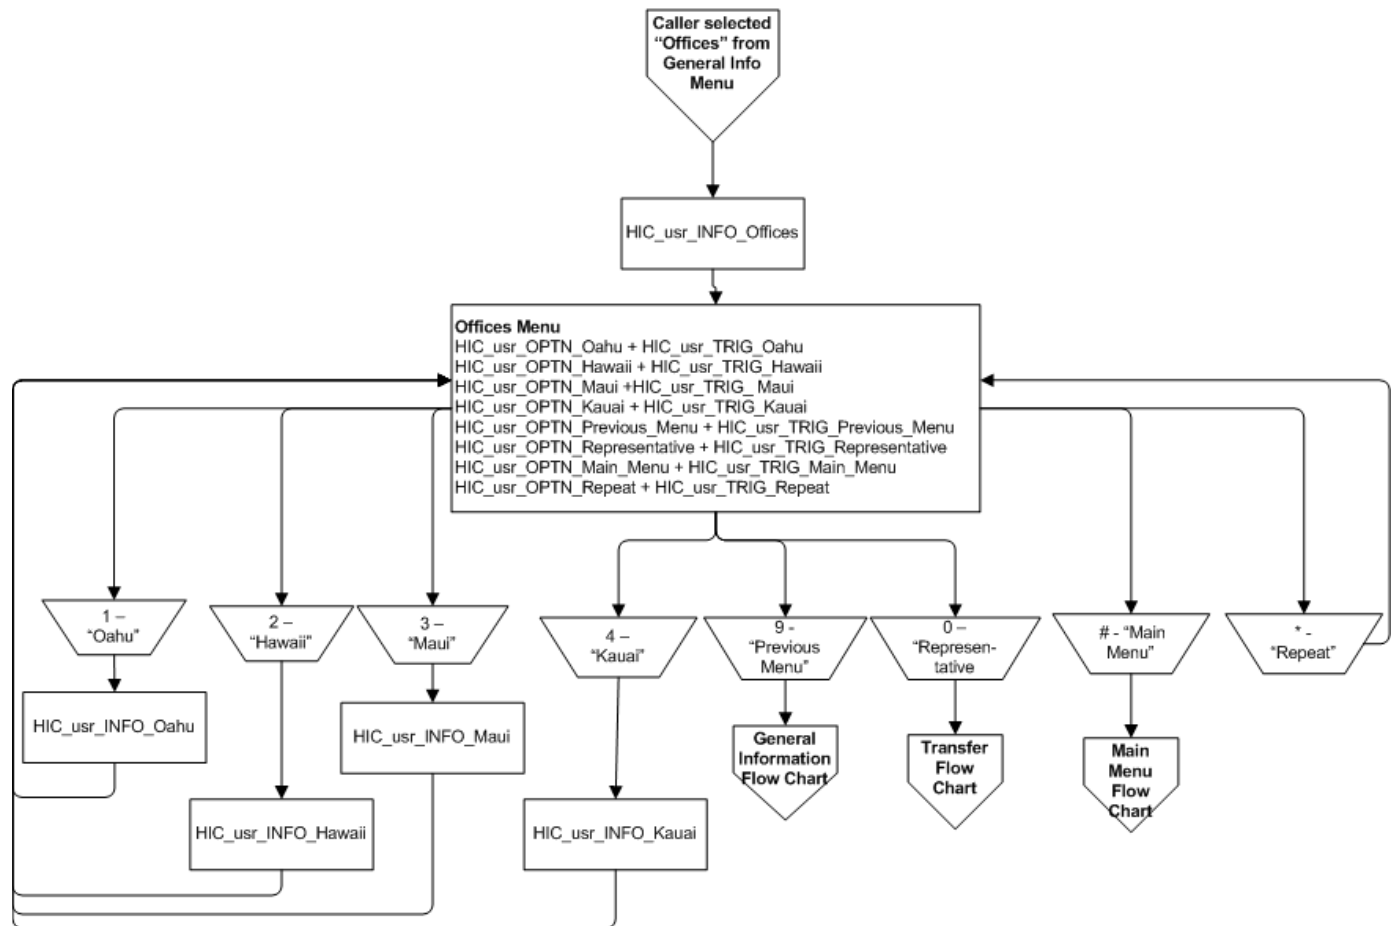 Caller selected
“Offices” from
General Info
Menu
HIC_usr_INFO_Offices
Offices Menu
HIC_usr_OPTN_Oahu + HIC_usr_TRIG_Oahu
HIC_usr_OPTN_Hawaii + HIC_usr_TRIG_Hawaii
HIC_usr_OPTN_Maui +HIC_usr_TRIG_ Maui
HIC_usr_OPTN_Kauai + HIC_usr_TRIG_Kauai
HIC_usr_OPTN_Previous_Menu + HIC_usr_TRIG_Previous_Menu
HIC_usr_OPTN_Representative + HIC_usr_TRIG_Representative
HIC_usr_OPTN_Main_Menu + HIC_usr_TRIG_Main_Menu
HIC_usr_OPTN_Repeat + HIC_usr_TRIG_Repeat
1 –
“Oahu”
2 –
“Hawaii”
3 –
“Maui”
4 –
“Kauai”
9 -
“Previous
Menu”
0 –
“Represen-
tative
# - “Main
Menu”
* -
“Repeat”
HIC_usr_INFO_Oahu
HIC_usr_INFO_Maui
General
Information
Flow Chart
Transfer
Flow
Chart
Main
Menu
Flow
Chart
HIC_usr_INFO_Hawaii
HIC_usr_INFO_Kauai